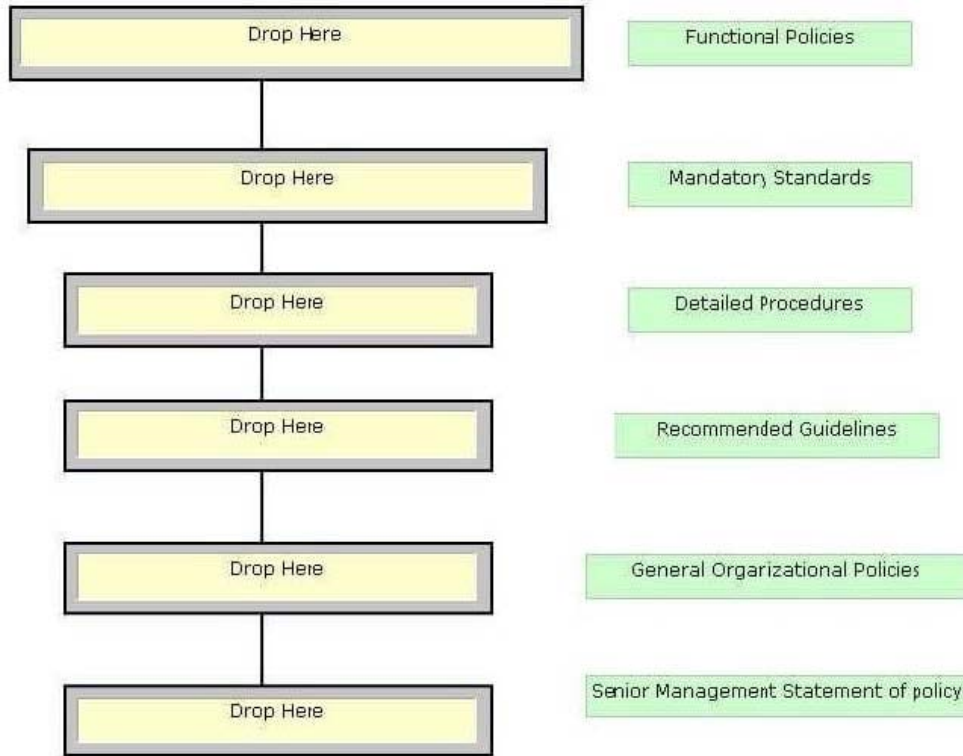 Drop Here
Functional Policies
Drop Here
Mandatory Standards
Drop Here
Detailed Procedures
Drop Here
Recommended Guidelines
Drop Here
General Orgarizational Policies
Drop Here
Senior Management Statement of policy